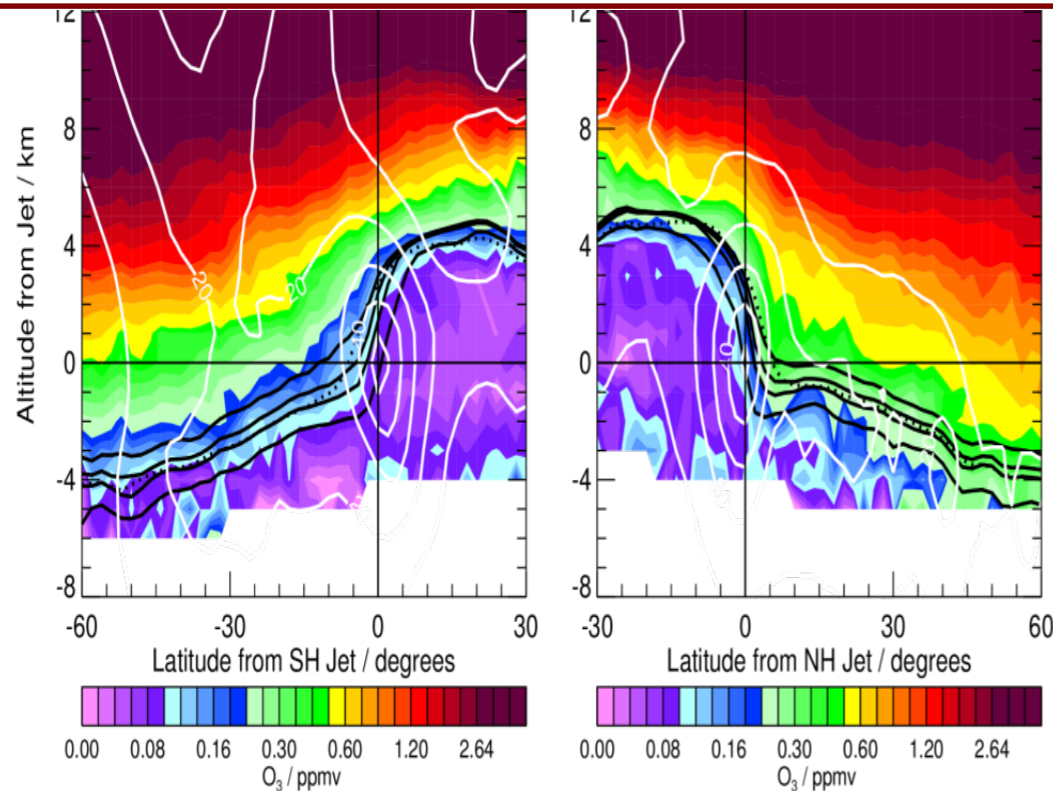 12
8
4
0
-4
-8
Altitude from Jet / km
20
20
40
-60 -30 0 30
Latitude from SH Jet / degrees
0.00 0.08 0.16 0.30 0.60 1.20 2.64
O₃ / ppmv
12
8
4
0
-4
-8
-30 0 30 60
Latitude from NH Jet / degrees
0.00 0.08 0.16 0.30 0.60 1.20 2.64
O₃ / ppmv